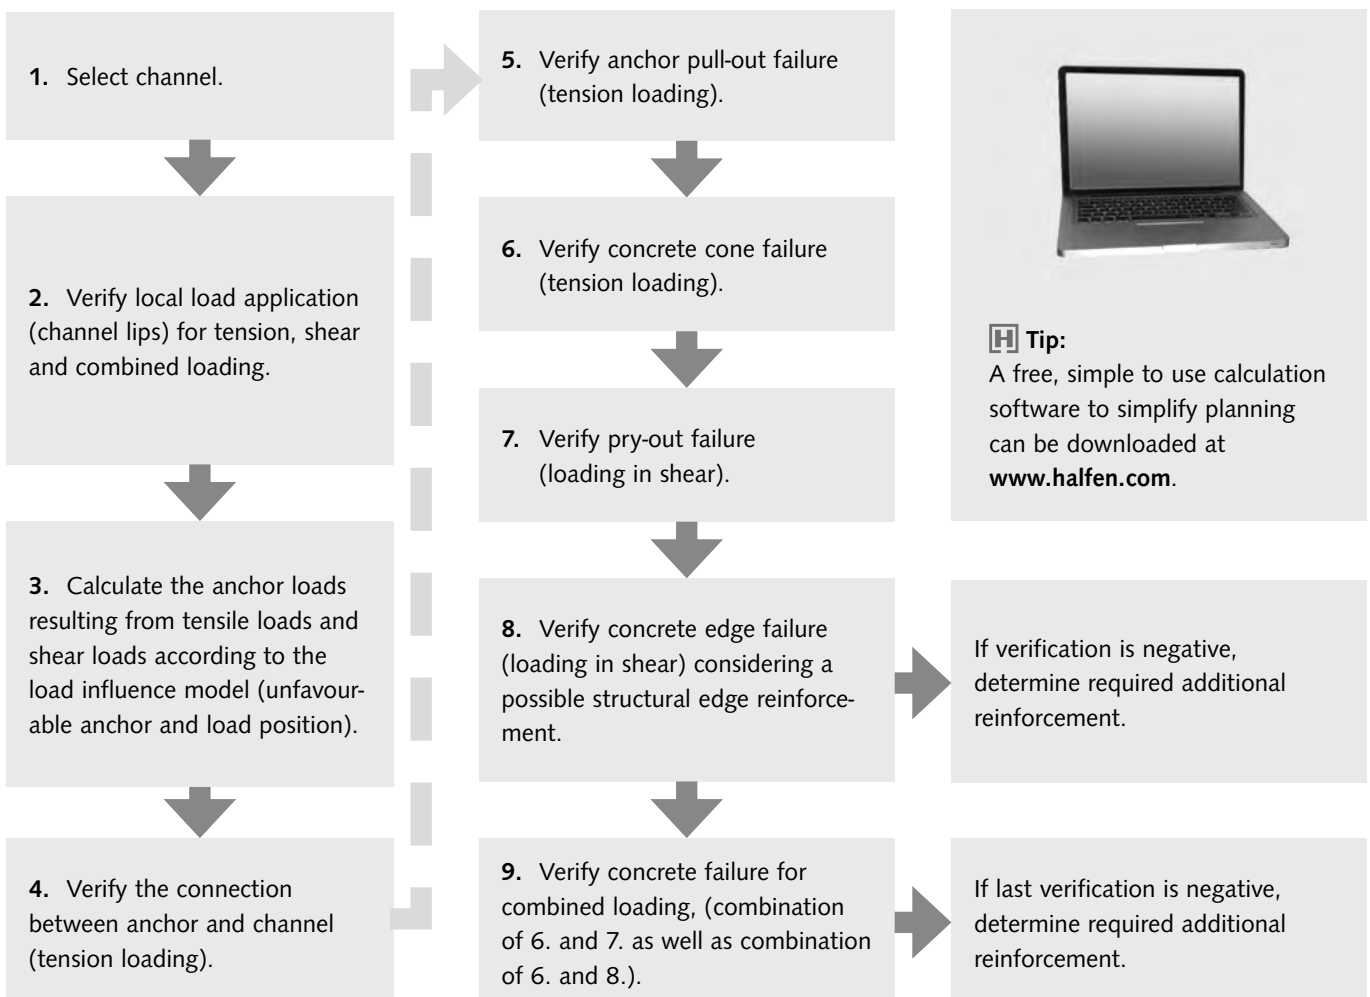 1. Select channel.
2. Verify local load application
(channel lips) for tension, shear
and combined loading.
3. Calculate the anchor loads
resulting from tensile loads and
shear loads according to the
load influence model (unfavour-
able anchor and load position).
4. Verify the connection
between anchor and channel
(tension loading).
5. Verify anchor pull-out failure
(tension loading).
6. Verify concrete cone failure
(tension loading).
7. Verify pry-out failure
(loading in shear).
8. Verify concrete edge failure
(loading in shear) considering a
possible structural edge reinforce-
ment.
If verification is negative,
determine required additional
reinforcement.
9. Verify concrete failure for
combined loading, (combination
of 6. and 7. as well as combination
of 6. and 8.).
If last verification is negative,
determine required additional
reinforcement.
H Tip:
A free, simple to use calculation
software to simplify planning
can be downloaded at
www.halfen.com.